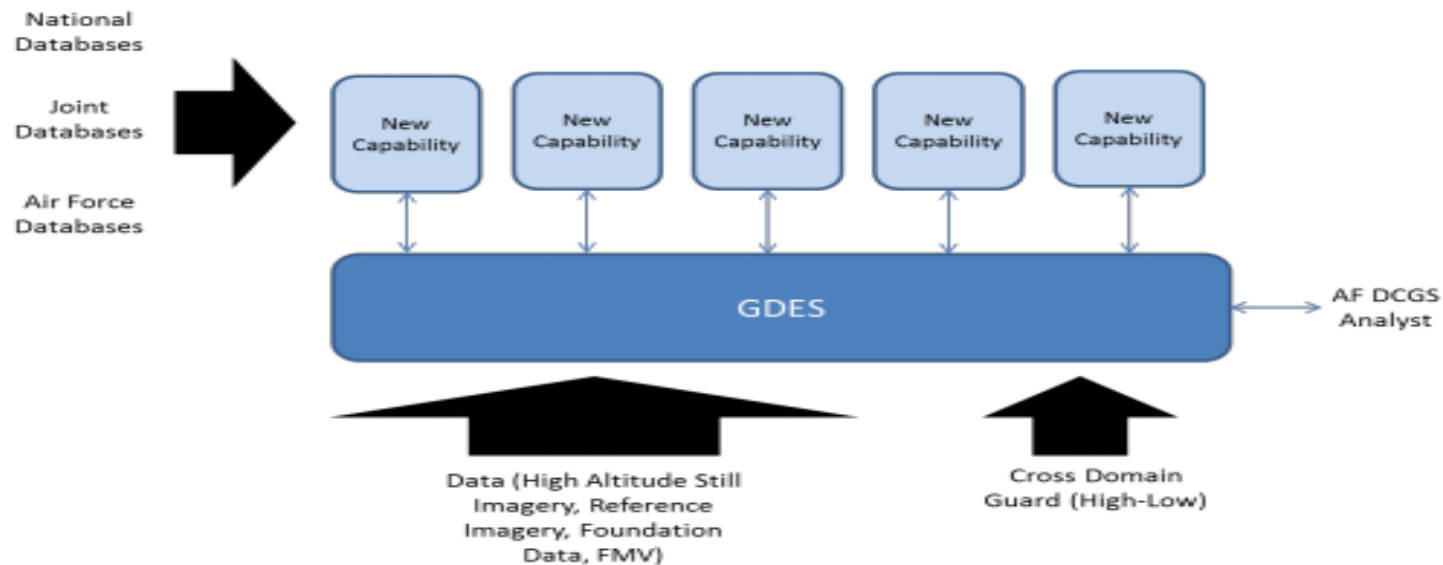 National
Databases
Joint
Databases
Air Force
Databases
New
Capability
New
Capability
New
Capability
New
Capability
New
Capability
GDES
AF DCGS
Analyst
Data (High Altitude Still
Imagery, Reference
Imagery, Foundation
Data, FMV)
Cross Domain
Guard (High-Low)